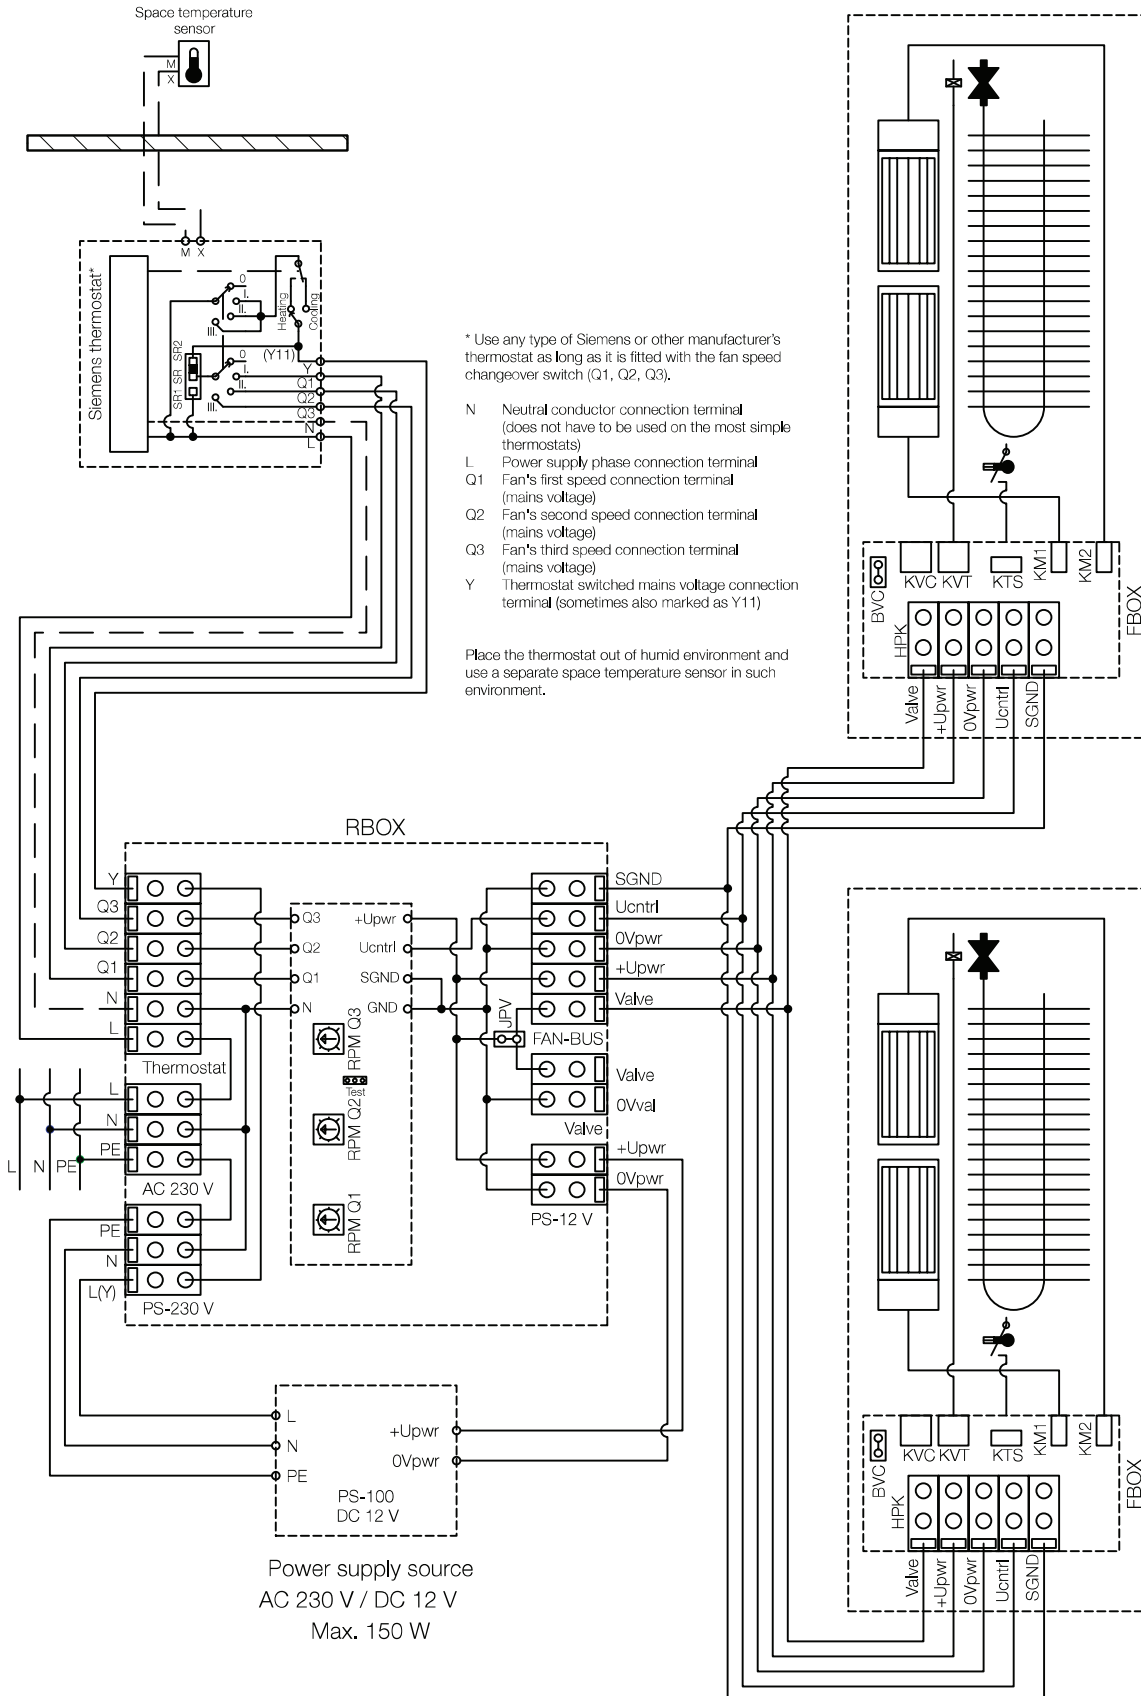 Space temperature
sensor
M
X
M X
Siemens thermostat*
0
I.
II.
III.
Heating
Cooling
SR2
SR
SR1
0
I.
II.
III.
(Y11)
Y
Q1
Q2
Q3
N
L
* Use any type of Siemens or other manufacturer's
thermostat as long as it is fitted with the fan speed
changeover switch (Q1, Q2, Q3).
N Neutral conductor connection terminal
(does not have to be used on the most simple
thermostats)
L Power supply phase connection terminal
Q1 Fan's first speed connection terminal
(mains voltage)
Q2 Fan's second speed connection terminal
(mains voltage)
Q3 Fan's third speed connection terminal
(mains voltage)
Y Thermostat switched mains voltage connection
terminal (sometimes also marked as Y11)
Place the thermostat out of humid environment and
use a separate space temperature sensor in such
environment.
BVC
KVC KVT KTS KM1 KM2
HPK
FBOX
Valve
+Upwr
0Vpwr
Ucntrl
SGND
RBOX
Y
Q3
Q2
Q1
N
L
Thermostat
L
N
PE
AC 230 V
L N PE
PE
N
L(Y)
PS-230 V
Q3
Q2
Q1
N
+Upwr
Ucntrl
SGND
GND
RPM Q3
Test
RPM Q2
RPM Q1
JPV
SGND
Ucntrl
0Vpwr
+Upwr
Valve
FAN-BUS
Valve
0Vval
Valve
+Upwr
0Vpwr
PS-12 V
L
N
PE
+Upwr
0Vpwr
PS-100
DC 12 V
Power supply source
AC 230 V / DC 12 V
Max. 150 W
BVC
KVC KVT KTS KM1 KM2
HPK
FBOX
Valve
+Upwr
0Vpwr
Ucntrl
SGND